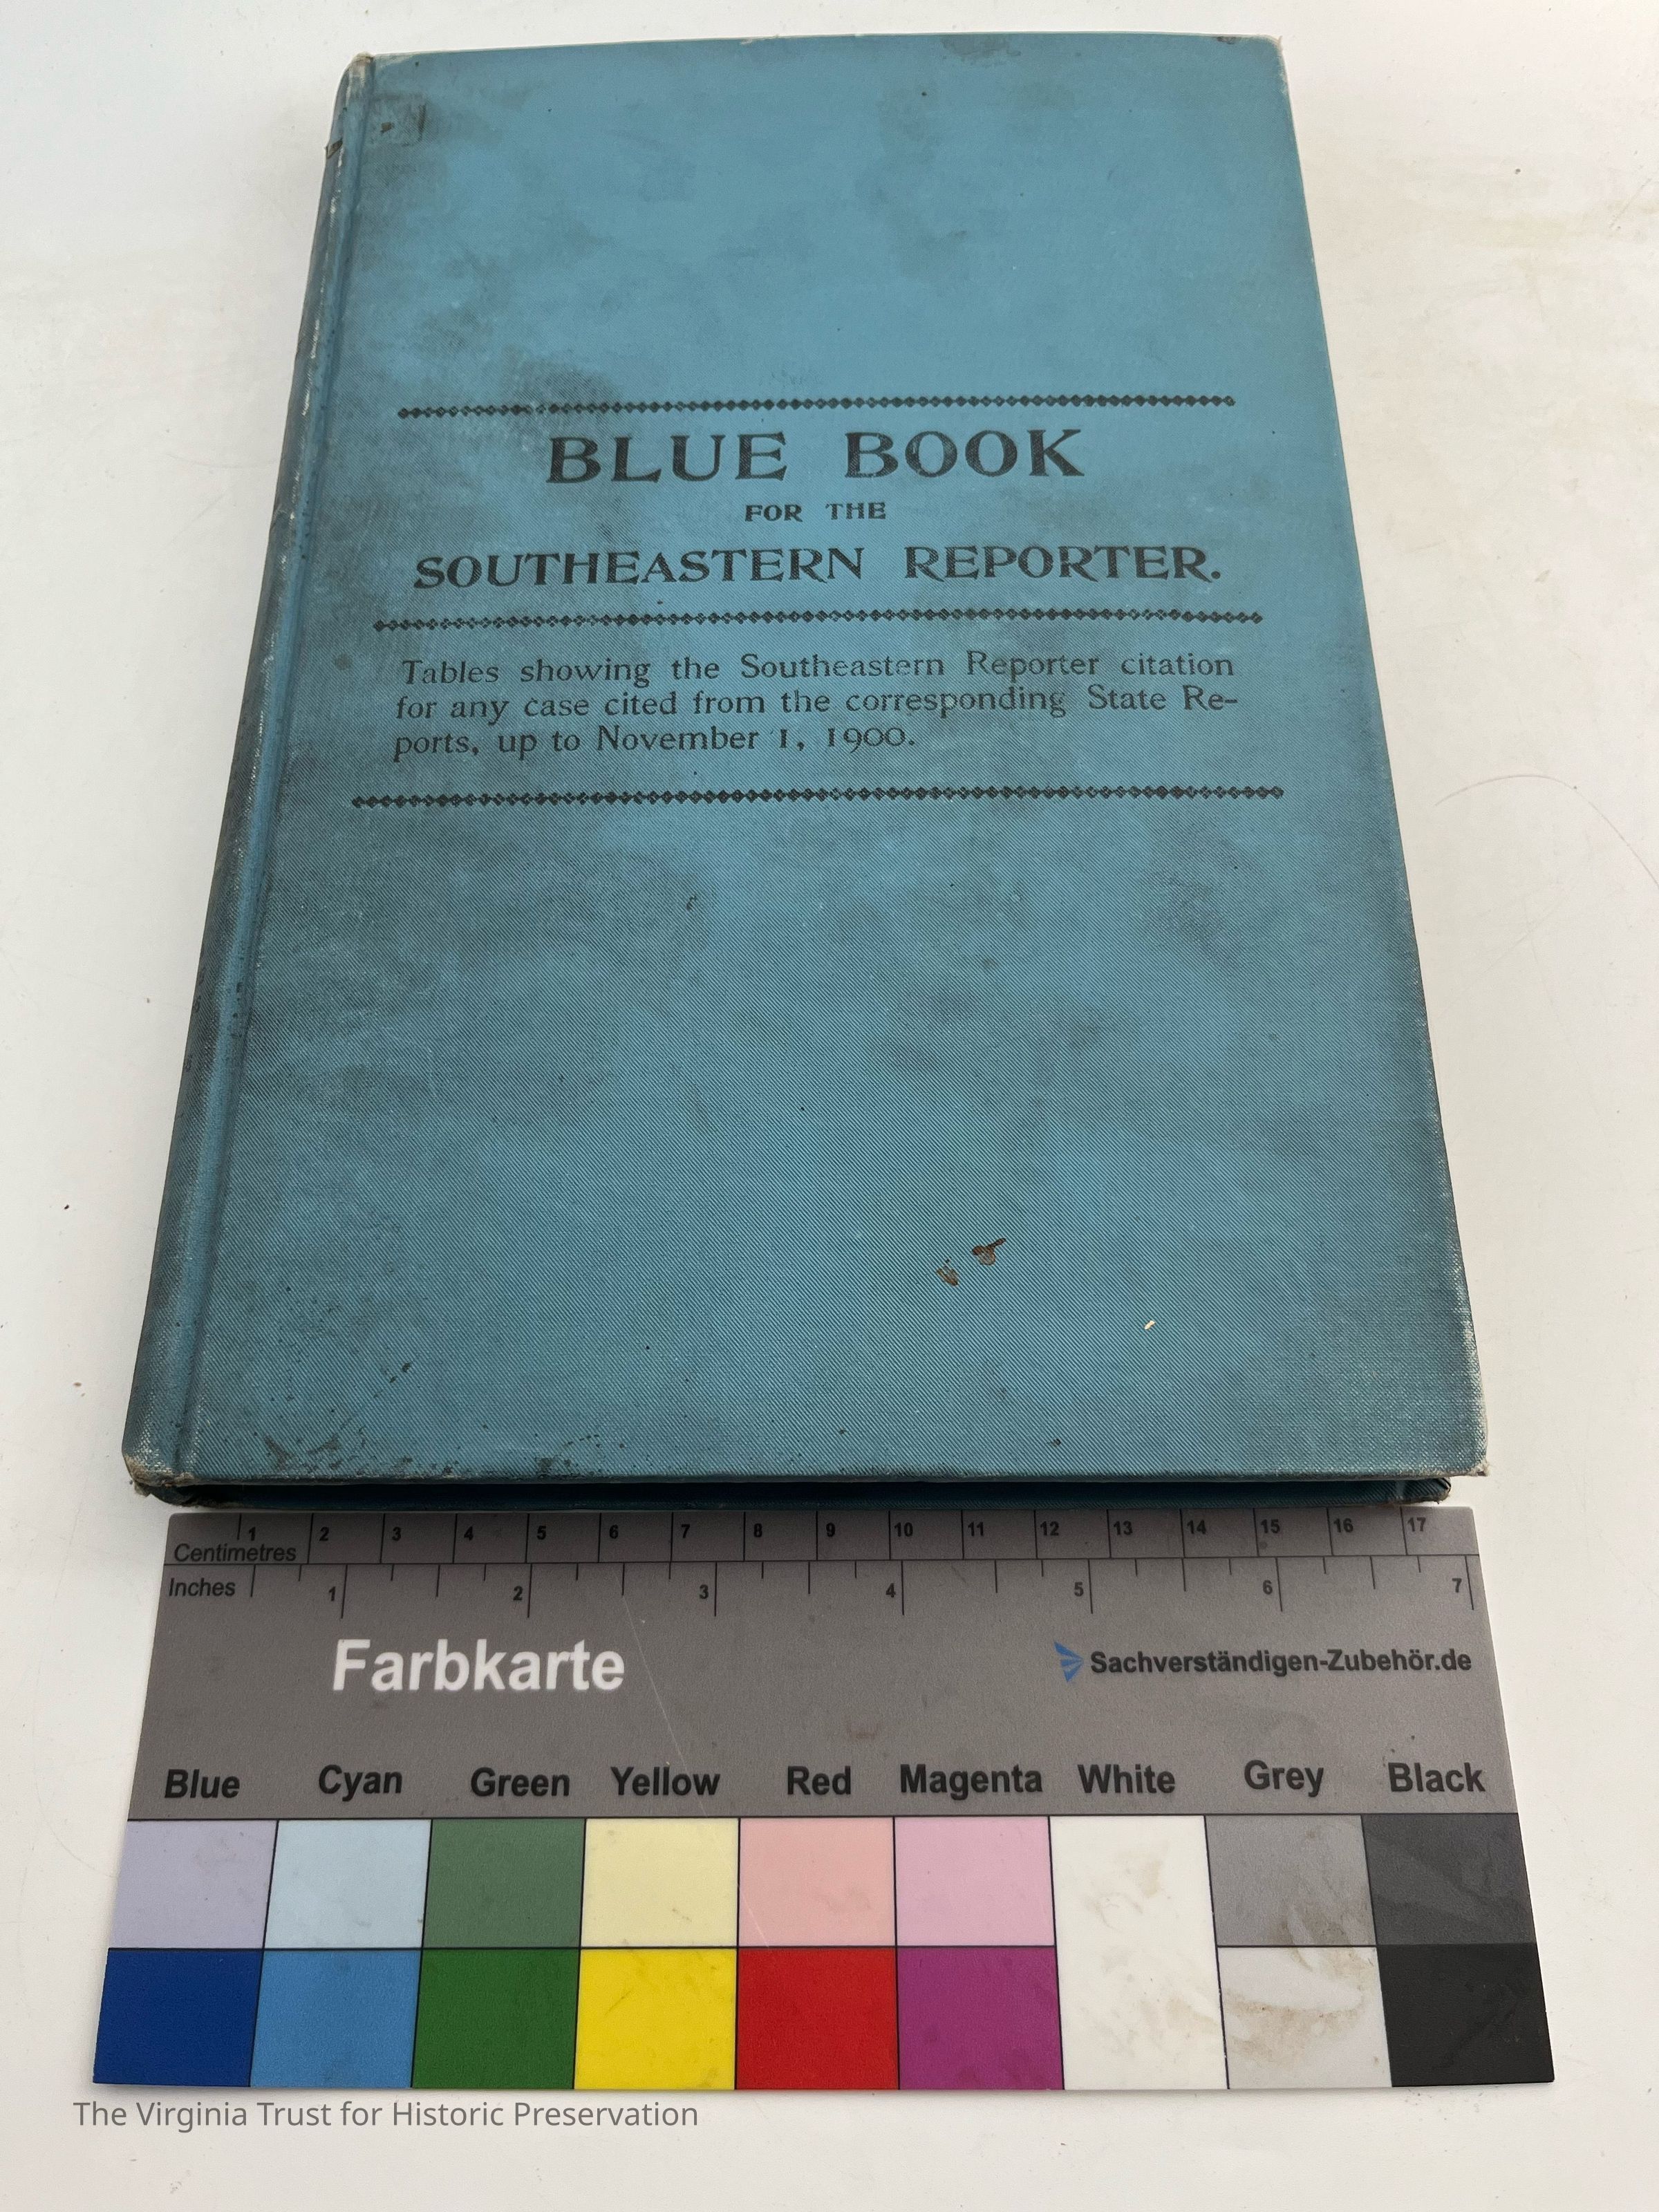 BLUE BOOK
FOR THE
SOUTHEASTERN REPORTER.
Tables showing the Southeastern Reporter citation
for any case cited from the corresponding State Re-
ports, up to November 1, 1900.
1 2 3 4 5 6 7 8 9 10 11 12 13 14 15 16 17
Centimetres
Inches 1 2 3 4 5 6 7
Farbkarte
Sachverständigen-Zubehör.de
Blue Cyan Green Yellow Red Magenta White Grey Black
The Virginia Trust for Historic Preservation